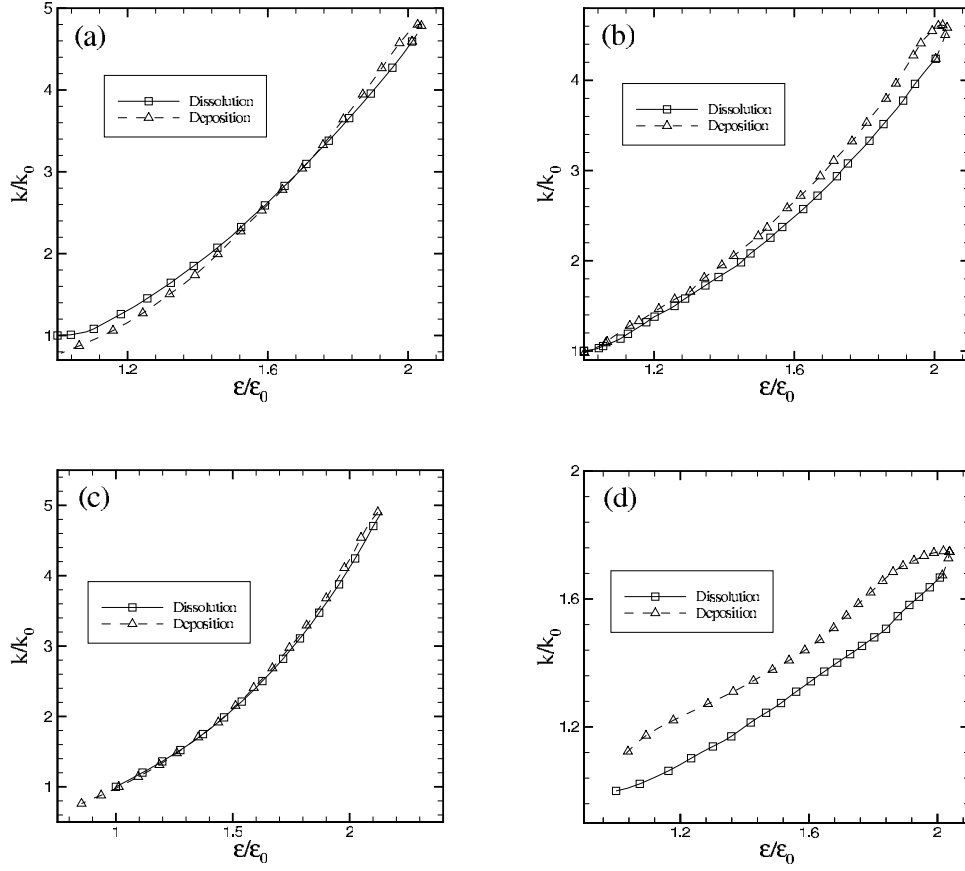 (a)
Dissolution
Deposition
k/k0
5
4
3
2
1
1.2
1.6
2
ε/ε0
(b)
Dissolution
Deposition
k/k0
4
3
2
1
1.2
1.6
2
ε/ε0
(c)
Dissolution
Deposition
k/k0
5
4
3
2
1
1
1.5
2
ε/ε0
(d)
Dissolution
Deposition
k/k0
2
1.6
1.2
1.2
1.6
2
ε/ε0